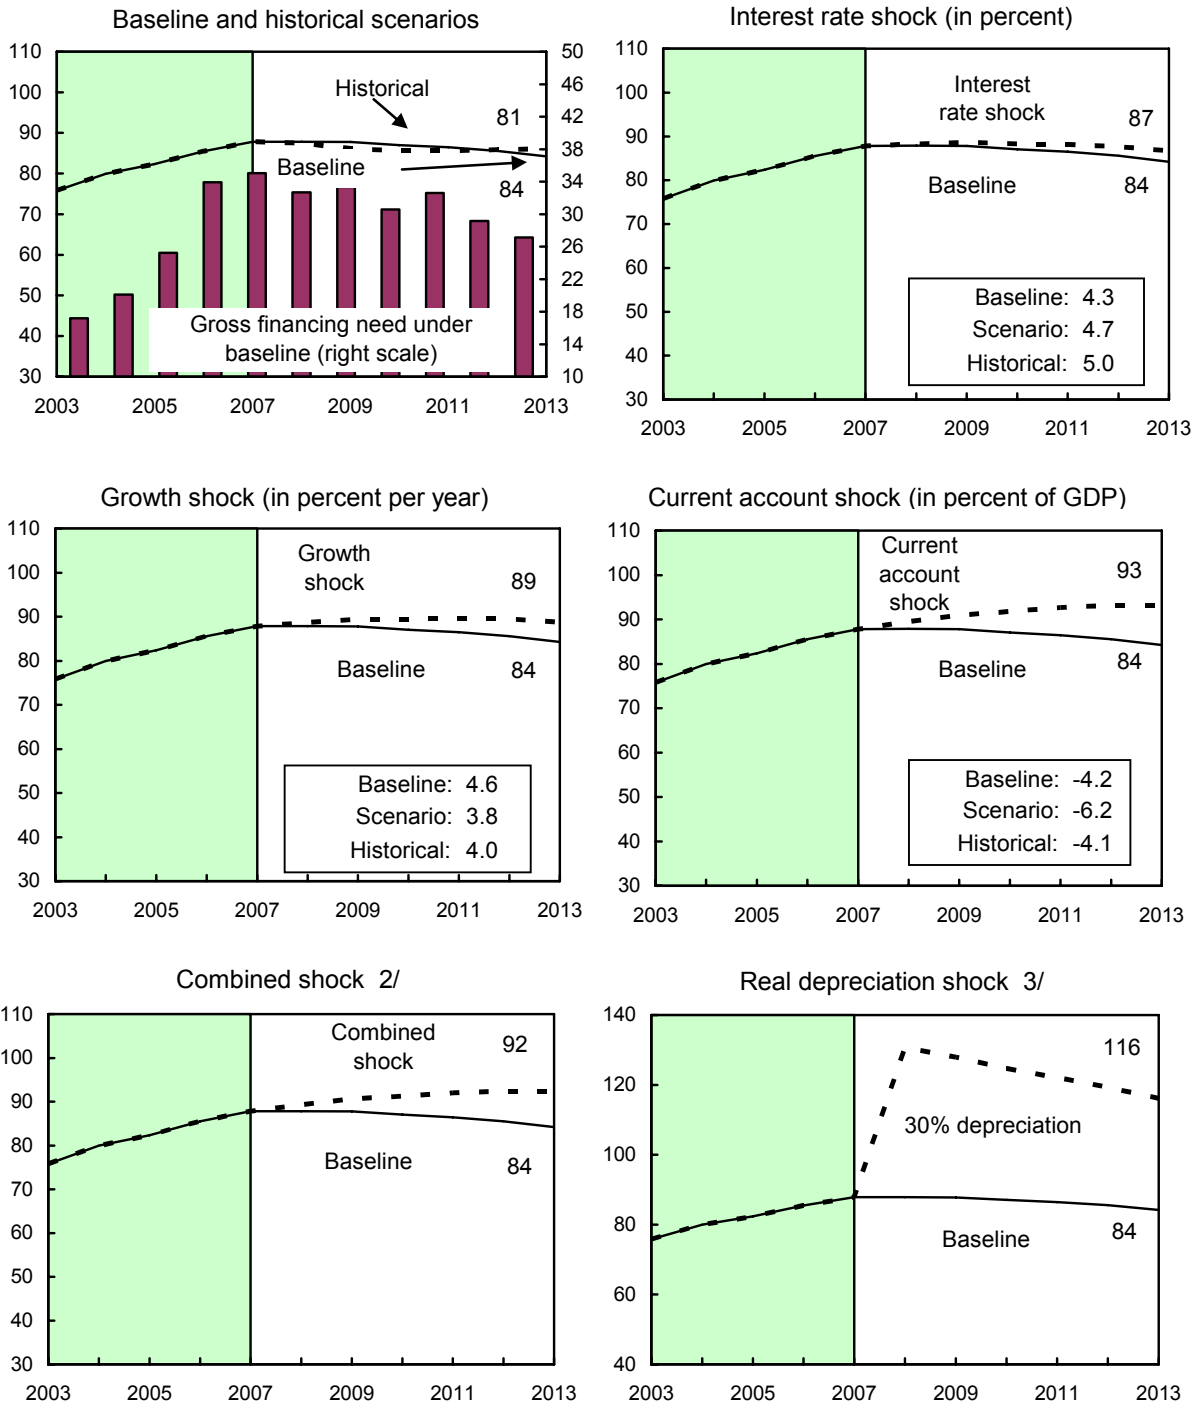 Baseline and historical scenarios
110
100
90
80
70
60
50
40
30
50
46
42
38
34
30
26
22
18
14
10
Historical
81
Baseline
84
Gross financing need under
baseline (right scale)
2003 2005 2007 2009 2011 2013
Interest rate shock (in percent)
110
100
90
80
70
60
50
40
30
Interest
rate shock
87
Baseline
84
Baseline: 4.3
Scenario: 4.7
Historical: 5.0
2003 2005 2007 2009 2011 2013
Growth shock (in percent per year)
110
100
90
80
70
60
50
40
30
Growth
shock
89
Baseline
84
Baseline: 4.6
Scenario: 3.8
Historical: 4.0
2003 2005 2007 2009 2011 2013
Current account shock (in percent of GDP)
110
100
90
80
70
60
50
40
30
Current
account
shock
93
Baseline
84
Baseline: -4.2
Scenario: -6.2
Historical: -4.1
2003 2005 2007 2009 2011 2013
Combined shock 2/
110
100
90
80
70
60
50
40
30
Combined
shock
92
Baseline
84
2003 2005 2007 2009 2011 2013
Real depreciation shock 3/
140
120
100
80
60
40
116
30% depreciation
Baseline
84
2003 2005 2007 2009 2011 2013